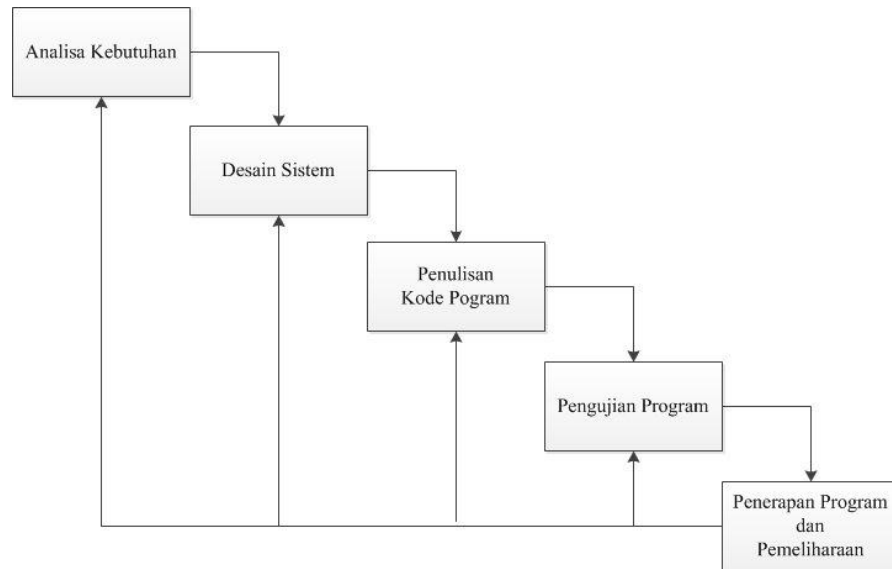 Analisa Kebutuhan
Desain Sistem
Penulisan
Kode Pogram
Pengujian Program
Penerapan Program
dan
Pemeliharaan